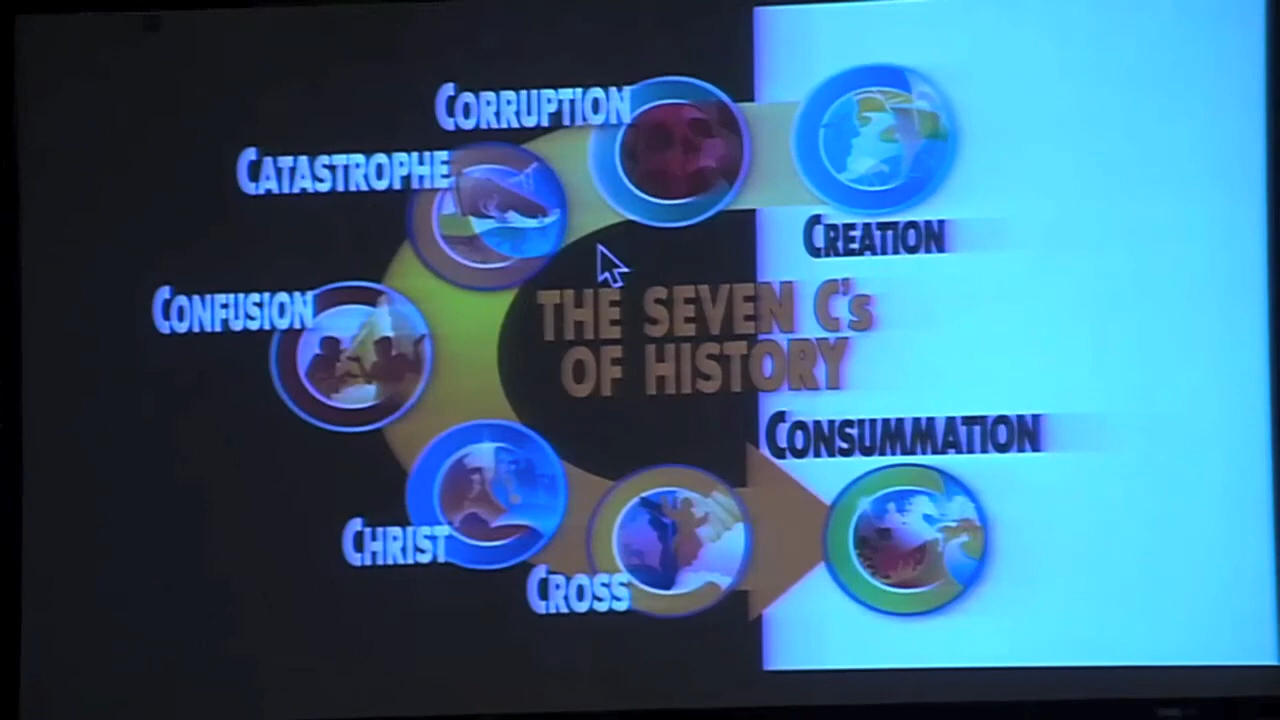 CORRUPTION
CATASTROPHE
CREATION
CONFUSION
THE SEVEN C's
OF HISTORY
CONSUMMATION
CHRIST
CROSS